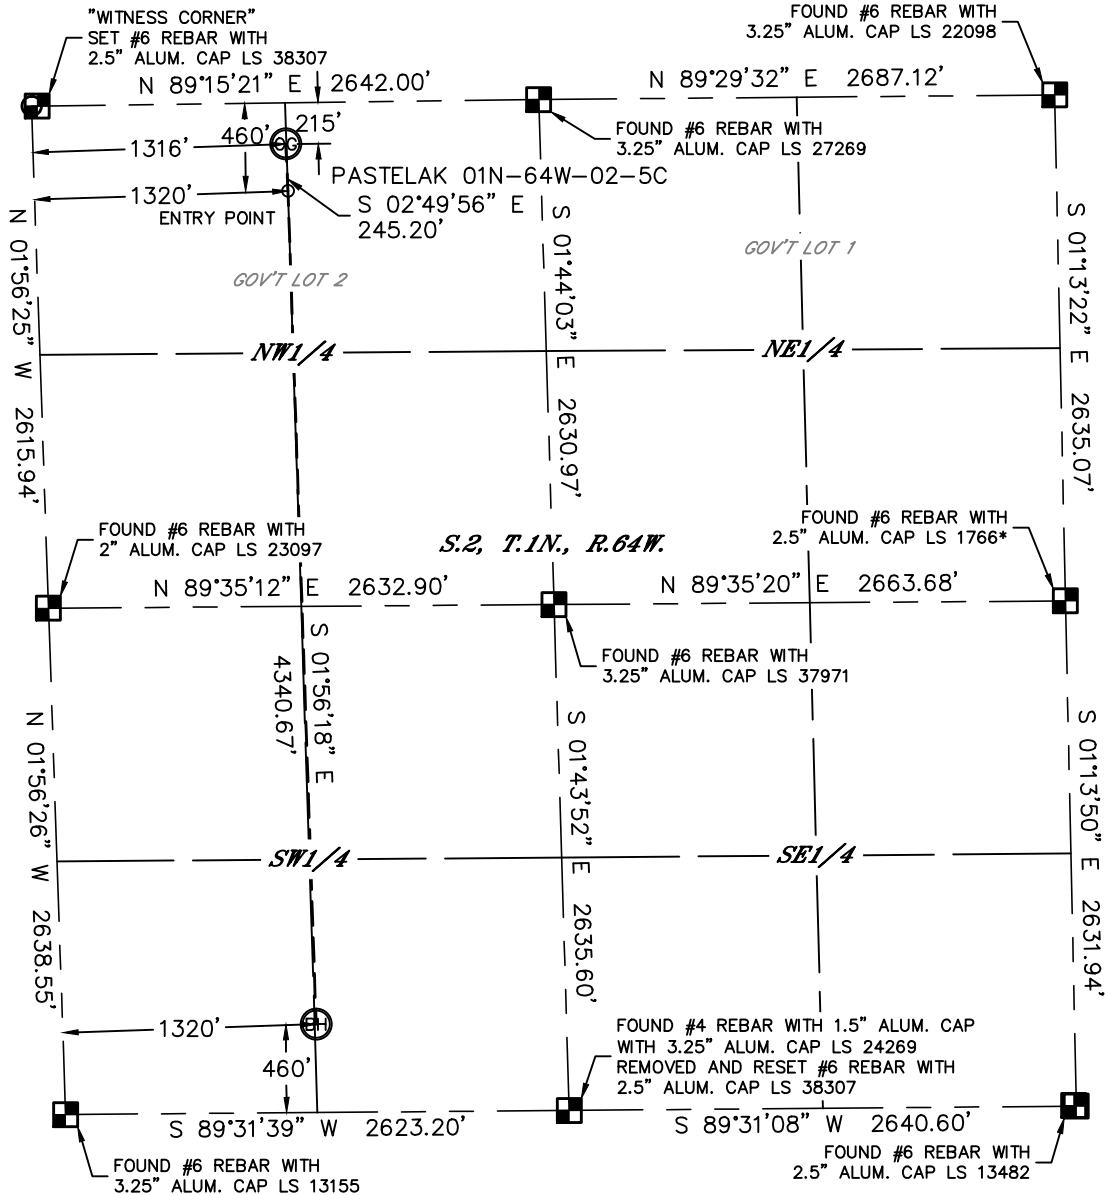 "WITNESS CORNER"
SET #6 REBAR WITH
2.5" ALUM. CAP LS 38307
FOUND #6 REBAR WITH
3.25" ALUM. CAP LS 22098
N 89°15'21" E 2642.00'
N 89°29'32" E 2687.12'
FOUND #6 REBAR WITH
3.25" ALUM. CAP LS 27269
215'
460'
1316'
OG
PASTELAK 01N-64W-02-5C
1320'
ENTRY POINT
S 02°49'56" E
245.20'
N 01°56'25" W 2615.94'
S 01°44'03" E 2630.97'
S 01°13'22" E 2635.07'
GOV'T LOT 2
GOV'T LOT 1
NW1/4
NE1/4
FOUND #6 REBAR WITH
2" ALUM. CAP LS 23097
S.2, T.1N., R.64W.
FOUND #6 REBAR WITH
2.5" ALUM. CAP LS 1766*
N 89°35'12" E 2632.90'
N 89°35'20" E 2663.68'
FOUND #6 REBAR WITH
3.25" ALUM. CAP LS 37971
S 01°56'18" E
4340.67'
N 01°56'26" W 2638.55'
S 01°43'52" E 2635.60'
S 01°13'50" E 2631.94'
SW1/4
SE1/4
1320'
BH
460'
FOUND #4 REBAR WITH 1.5" ALUM. CAP
WITH 3.25" ALUM. CAP LS 24269
REMOVED AND RESET #6 REBAR WITH
2.5" ALUM. CAP LS 38307
S 89°31'39" W 2623.20'
S 89°31'08" W 2640.60'
FOUND #6 REBAR WITH
3.25" ALUM. CAP LS 13155
FOUND #6 REBAR WITH
2.5" ALUM. CAP LS 13482